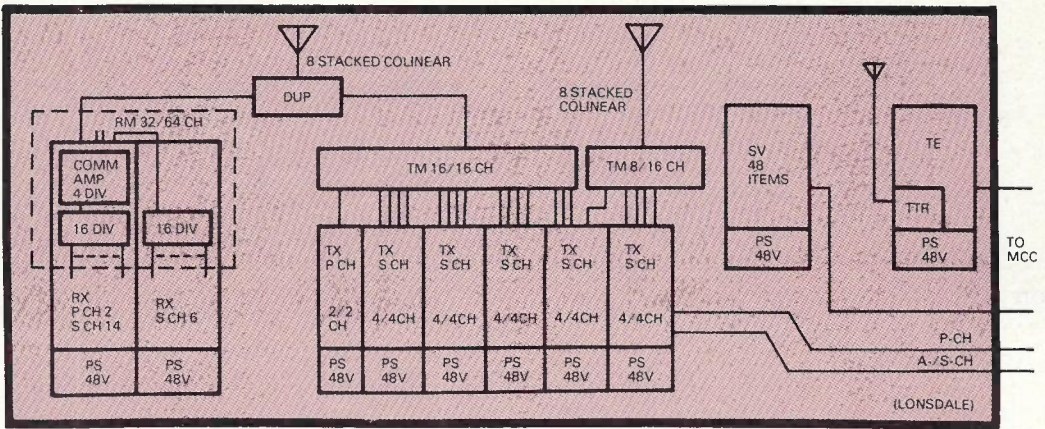 8 STACKED COLINEAR
DUP
8 STACKED
COLINEAR
RM 32/64 CH
COMM
AMP
4 DIV
16 DIV
16 DIV
RX
P CH 2
S CH 14
RX
S CH 6
PS
48V
PS
48V
TM 16/16 CH
TM 8/16 CH
TX
P CH
2/2
CH
PS
48V
TX
S CH
4/4CH
PS
48V
TX
S CH
4/4CH
PS
48V
TX
S CH
4/4CH
PS
48V
TX
S CH
4/4CH
PS
48V
TX
S CH
4/4CH
PS
48V
SV
48
ITEMS
PS
48V
TE
TTR
PS
48V
TO
MCC
P-CH
A-/S-CH
(LONSDALE)